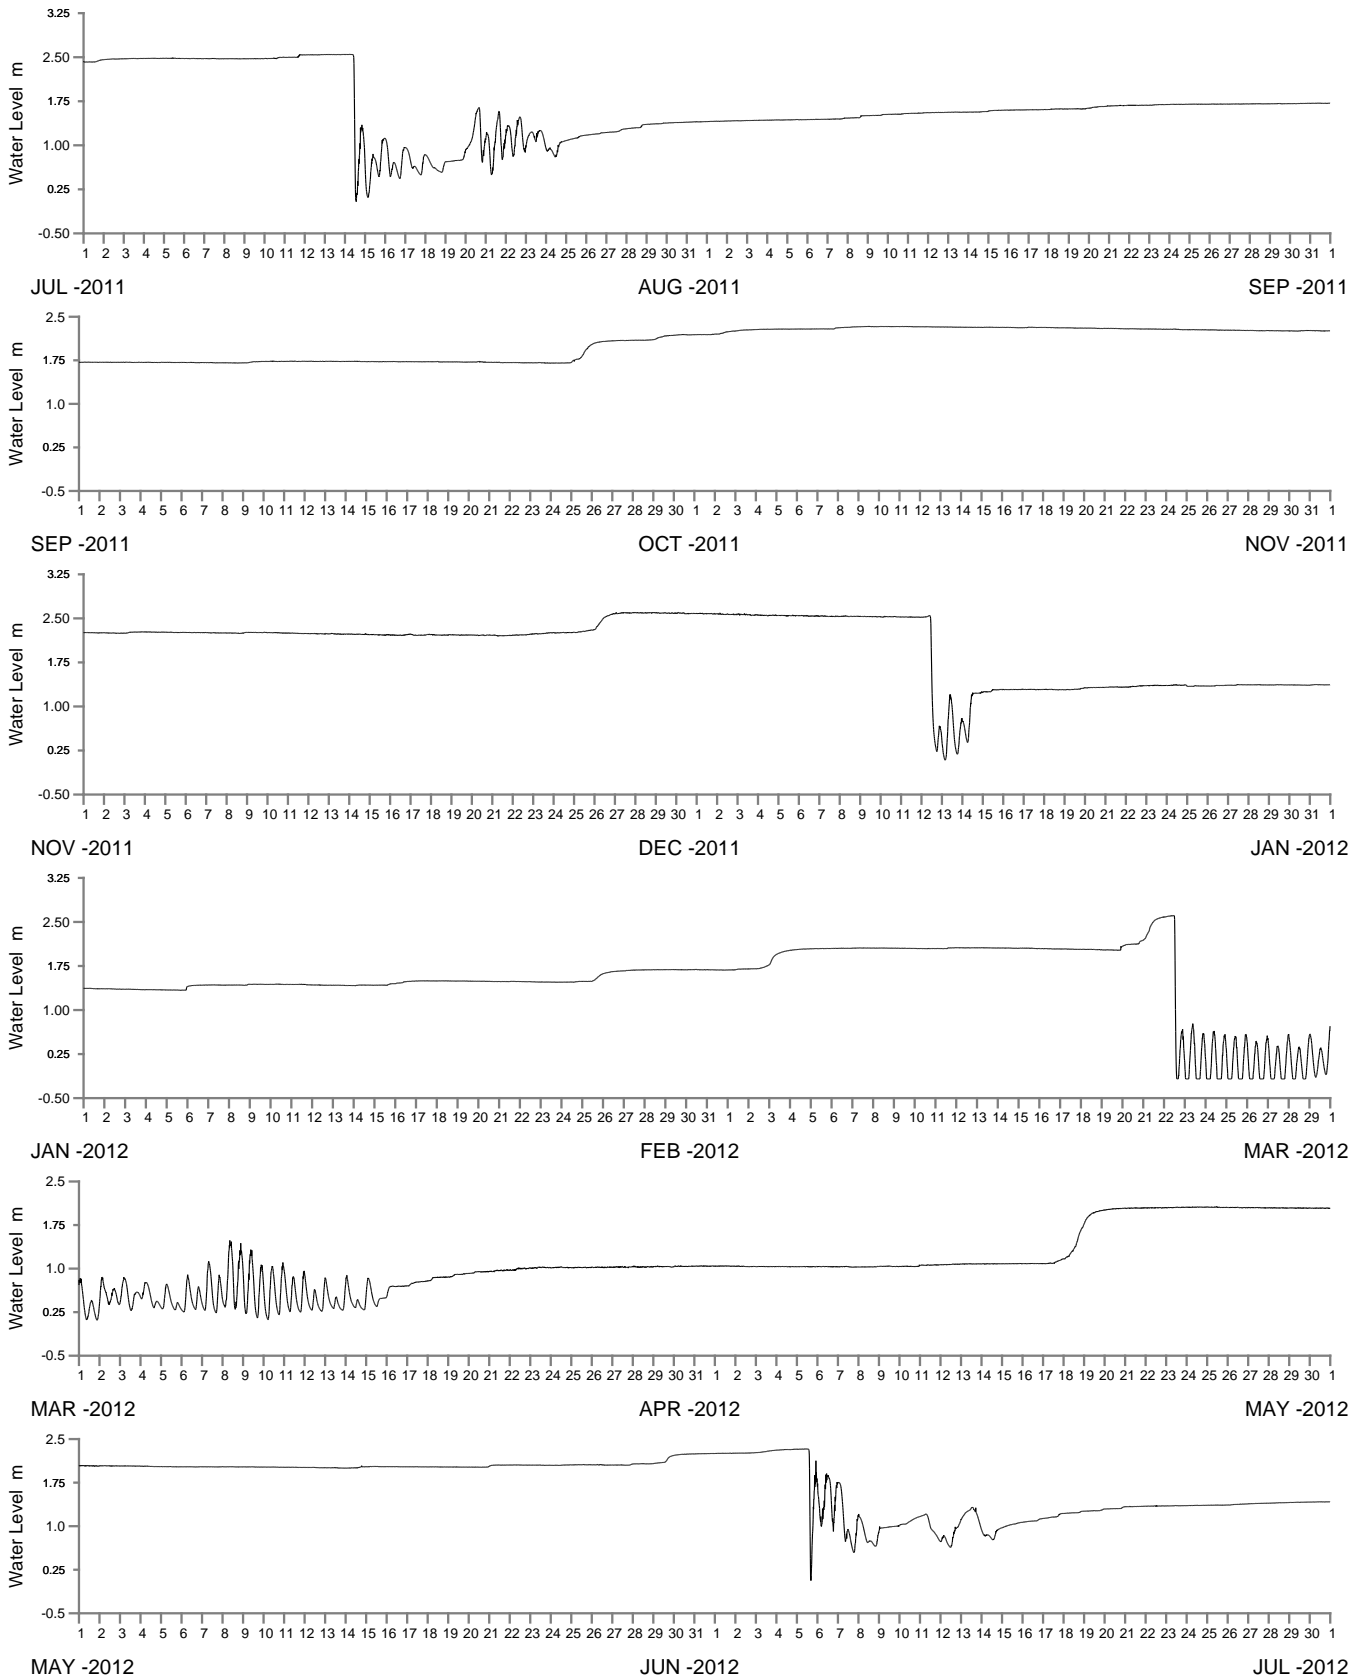 3.25
2.50
1.75
1.00
0.25
-0.50
Water Level m
1 2 3 4 5 6 7 8 9 10 11 12 13 14 15 16 17 18 19 20 21 22 23 24 25 26 27 28 29 30 31 1 2 3 4 5 6 7 8 9 10 11 12 13 14 15 16 17 18 19 20 21 22 23 24 25 26 27 28 29 30 31 1
JUL -2011 AUG -2011 SEP -2011
2.5
1.75
1.0
0.25
-0.5
Water Level m
1 2 3 4 5 6 7 8 9 10 11 12 13 14 15 16 17 18 19 20 21 22 23 24 25 26 27 28 29 30 1 2 3 4 5 6 7 8 9 10 11 12 13 14 15 16 17 18 19 20 21 22 23 24 25 26 27 28 29 30 31 1
SEP -2011 OCT -2011 NOV -2011
3.25
2.50
1.75
1.00
0.25
-0.50
Water Level m
1 2 3 4 5 6 7 8 9 10 11 12 13 14 15 16 17 18 19 20 21 22 23 24 25 26 27 28 29 30 1 2 3 4 5 6 7 8 9 10 11 12 13 14 15 16 17 18 19 20 21 22 23 24 25 26 27 28 29 30 31 1
NOV -2011 DEC -2011 JAN -2012
3.25
2.50
1.75
1.00
0.25
-0.50
Water Level m
1 2 3 4 5 6 7 8 9 10 11 12 13 14 15 16 17 18 19 20 21 22 23 24 25 26 27 28 29 30 31 1 2 3 4 5 6 7 8 9 10 11 12 13 14 15 16 17 18 19 20 21 22 23 24 25 26 27 28 29 1
JAN -2012 FEB -2012 MAR -2012
2.5
1.75
1.0
0.25
-0.5
Water Level m
1 2 3 4 5 6 7 8 9 10 11 12 13 14 15 16 17 18 19 20 21 22 23 24 25 26 27 28 29 30 31 1 2 3 4 5 6 7 8 9 10 11 12 13 14 15 16 17 18 19 20 21 22 23 24 25 26 27 28 29 30 1
MAR -2012 APR -2012 MAY -2012
2.5
1.75
1.0
0.25
-0.5
Water Level m
1 2 3 4 5 6 7 8 9 10 11 12 13 14 15 16 17 18 19 20 21 22 23 24 25 26 27 28 29 30 31 1 2 3 4 5 6 7 8 9 10 11 12 13 14 15 16 17 18 19 20 21 22 23 24 25 26 27 28 29 30 1
MAY -2012 JUN -2012 JUL -2012